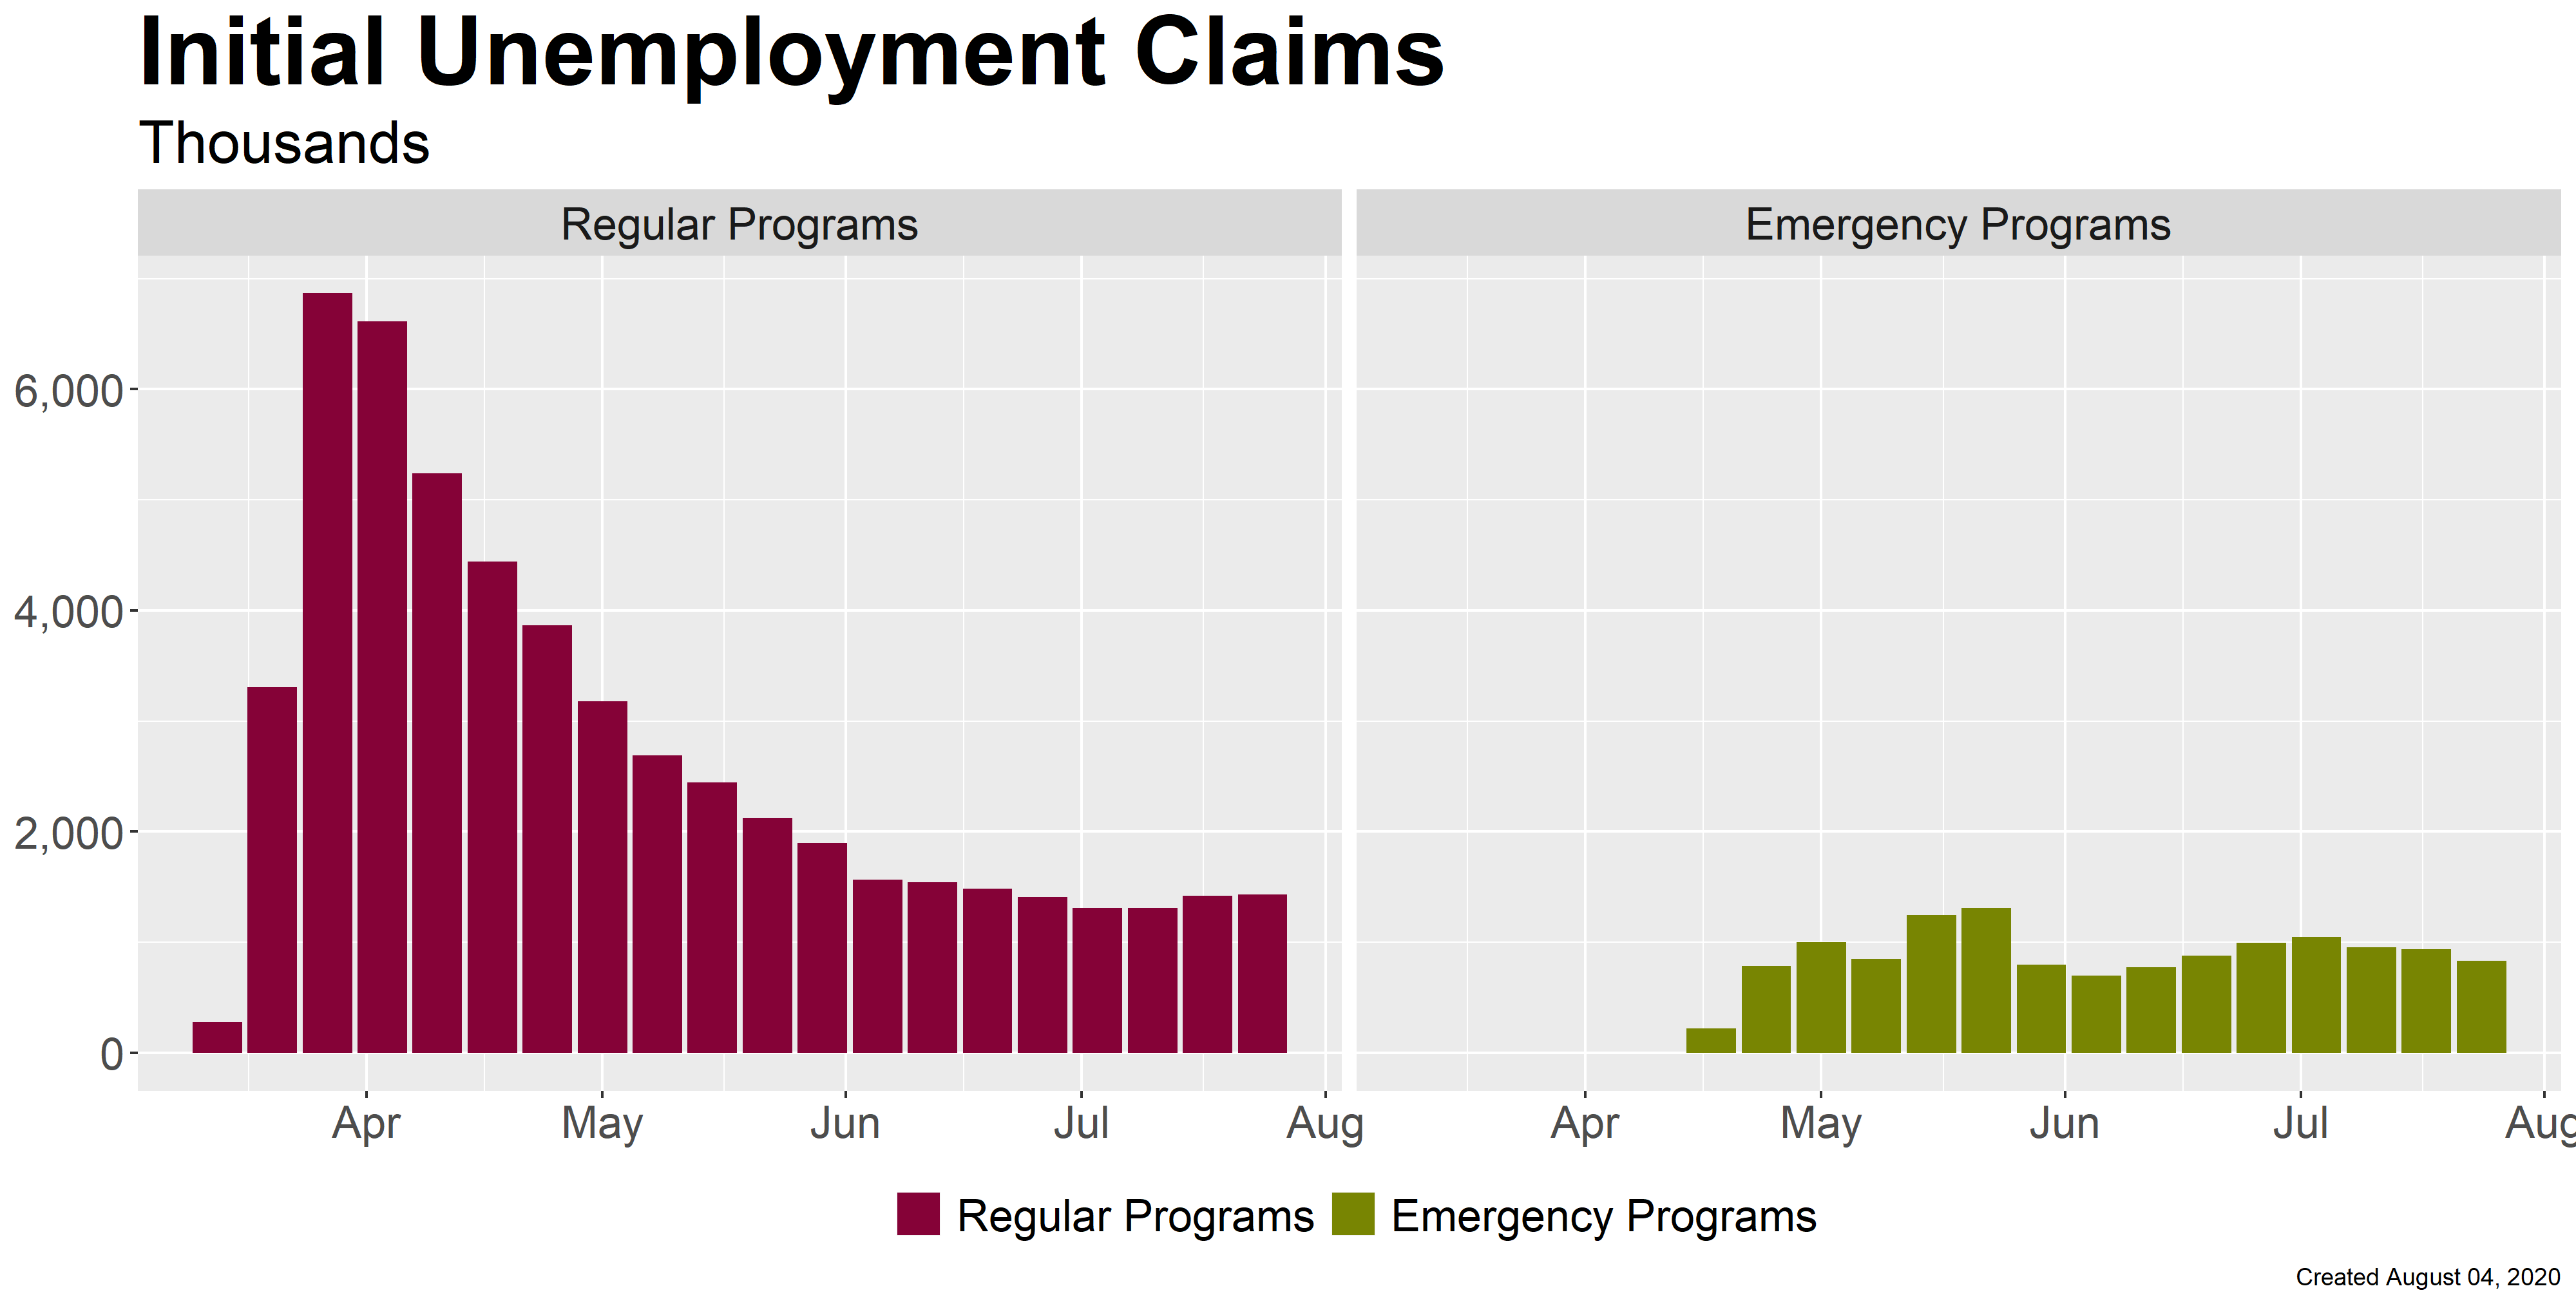 Initial Unemployment Claims
Thousands
Regular Programs
Emergency Programs
6,000
4,000
2,000
0
Apr May Jun Jul Aug
Apr May Jun Jul Aug
Regular Programs Emergency Programs
Created August 04, 2020